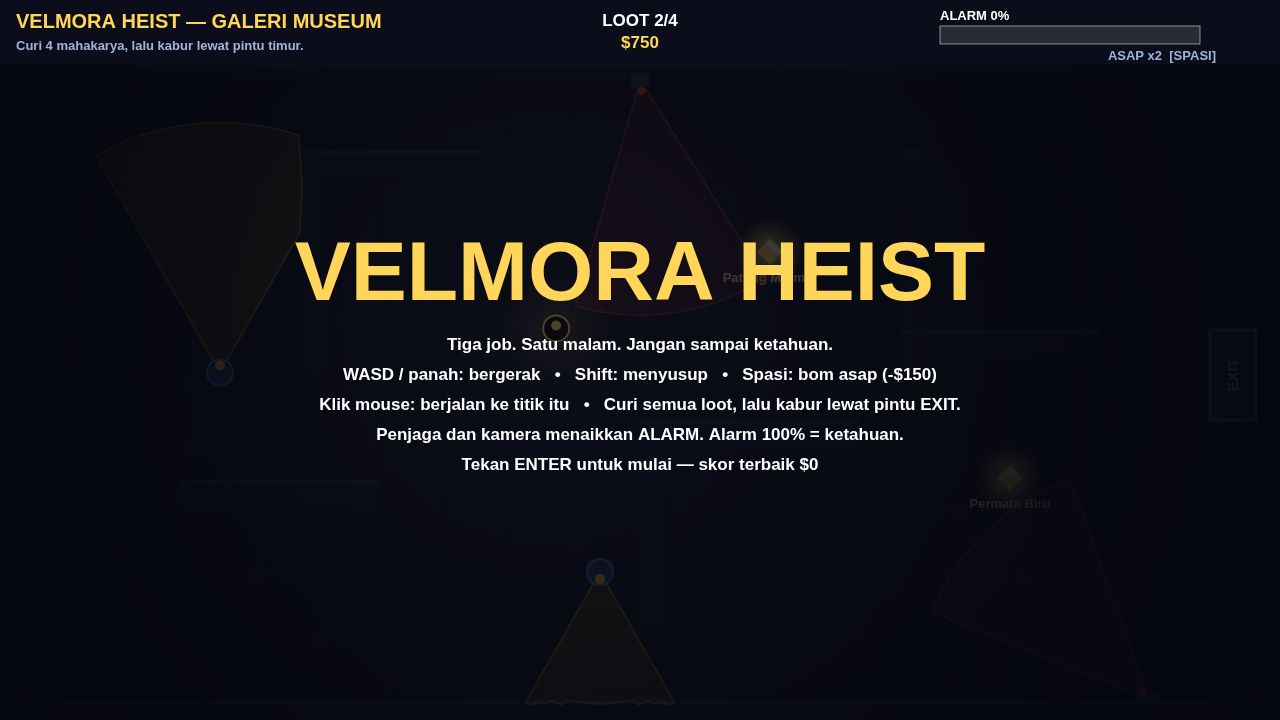 VELMORA HEIST — GALERI MUSEUM
Curi 4 mahakarya, lalu kabur lewat pintu timur.
LOOT 2/4
$750
ALARM 0%
ASAP x2 [SPASI]
VELMORA HEIST
Tiga job. Satu malam. Jangan sampai ketahuan.
WASD / panah: bergerak • Shift: menyusup • Spasi: bom asap (-$150)
Klik mouse: berjalan ke titik itu • Curi semua loot, lalu kabur lewat pintu EXIT.
Penjaga dan kamera menaikkan ALARM. Alarm 100% = ketahuan.
Tekan ENTER untuk mulai — skor terbaik $0
EXIT
Permata Biru